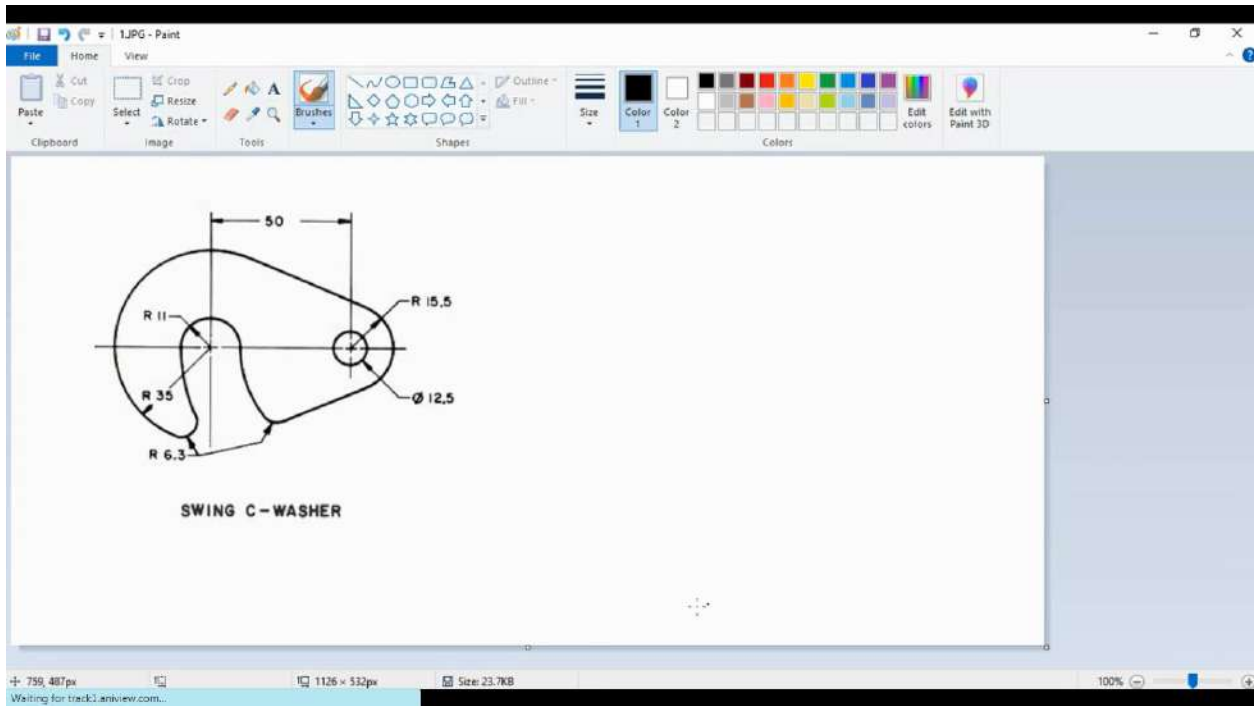 1.JPG - Paint
File Home View
Paste
Cut
Copy
Clipboard
Select
Crop
Resize
Rotate
Image
A
Tools
Brushes
Shapes
Outline
Fill
Size
Color 1
Color 2
Colors
Edit colors
Edit with Paint 3D
50
R 15,5
R 11
R 35
Ø 12,5
R 6.3
SWING C-WASHER
759, 487px
1126 × 532px
Size: 23.7KB
100%
Waiting for track1.aniview.com...